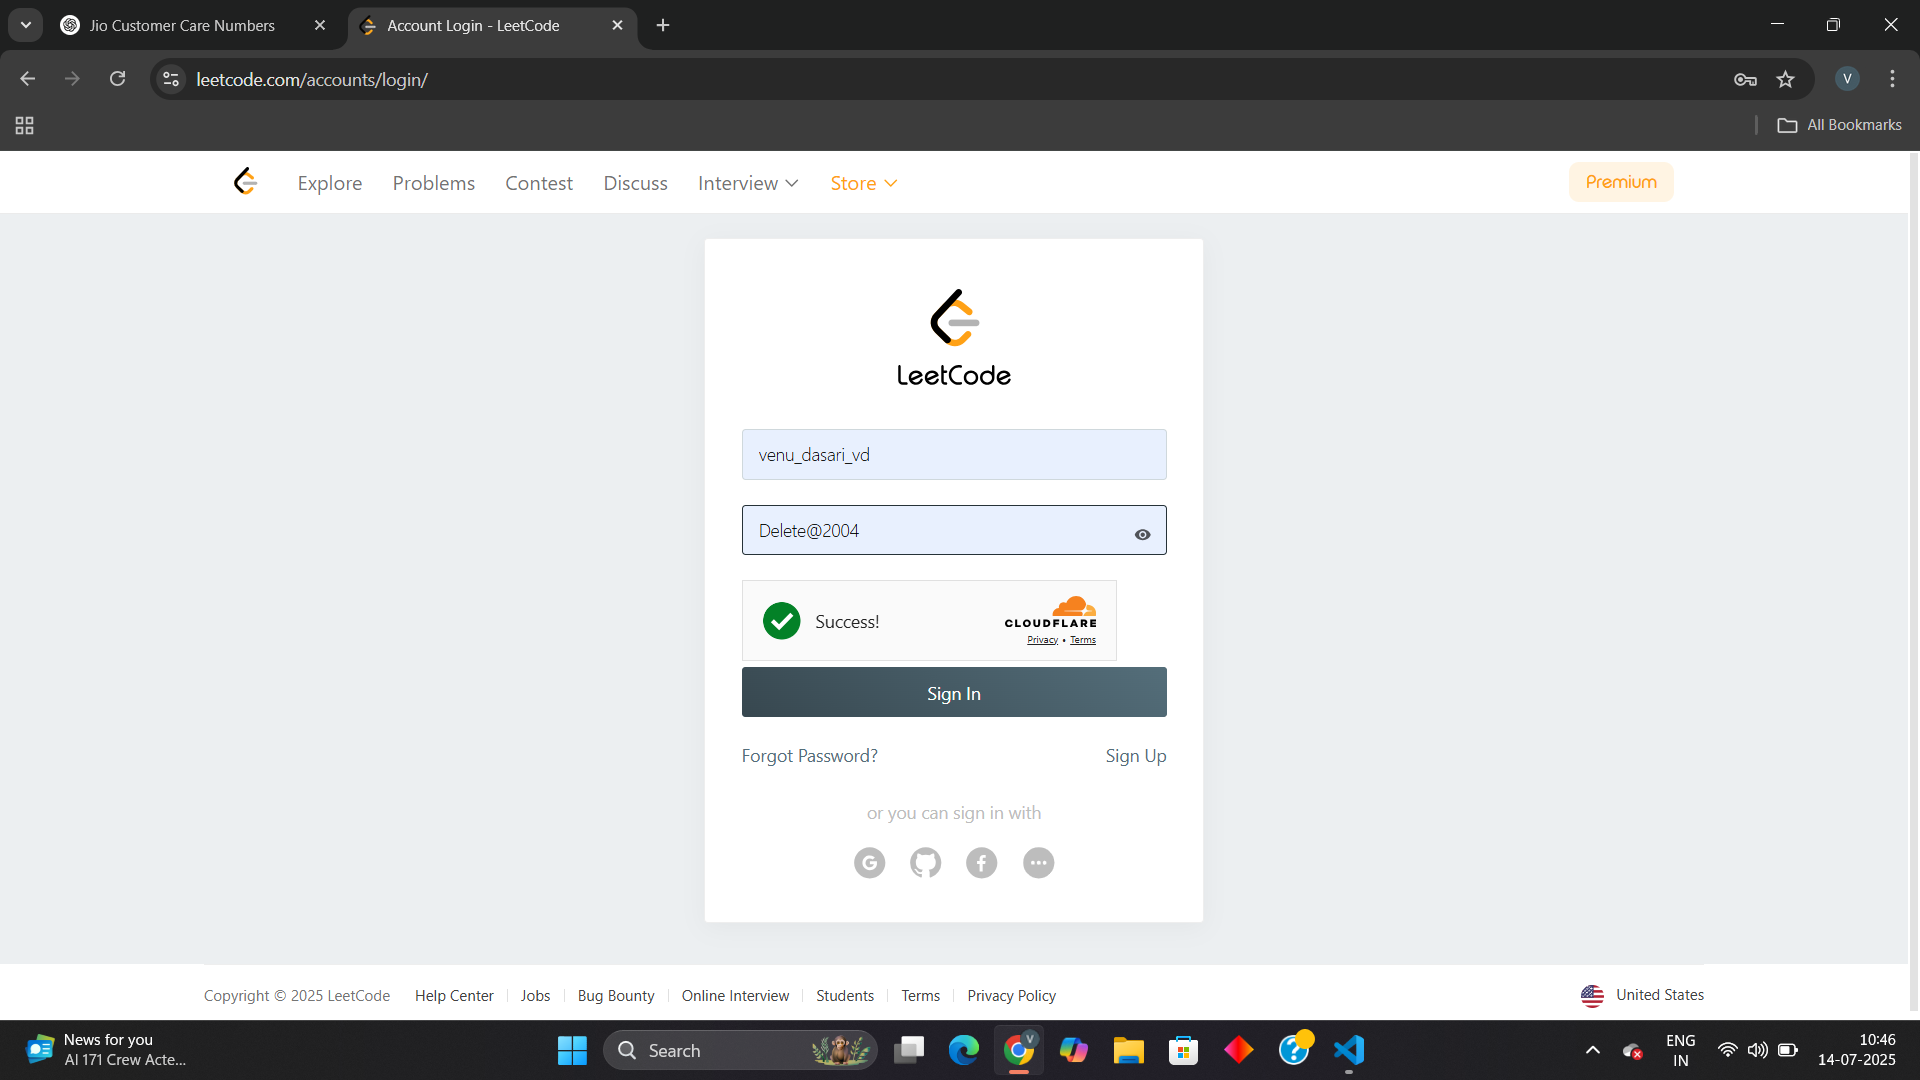 Jio Customer Care Numbers
Account Login - LeetCode
leetcode.com/accounts/login/
V
All Bookmarks
Explore
Problems
Contest
Discuss
Interview
Store
Premium
LeetCode
venu_dasari_vd
Delete@2004
Success!
CLOUDFLARE
Privacy • Terms
Sign In
Forgot Password?
Sign Up
or you can sign in with
Copyright © 2025 LeetCode
Help Center
Jobs
Bug Bounty
Online Interview
Students
Terms
Privacy Policy
United States
News for you
AI 171 Crew Acte...
Search
V
ENG
IN
10:46
14-07-2025